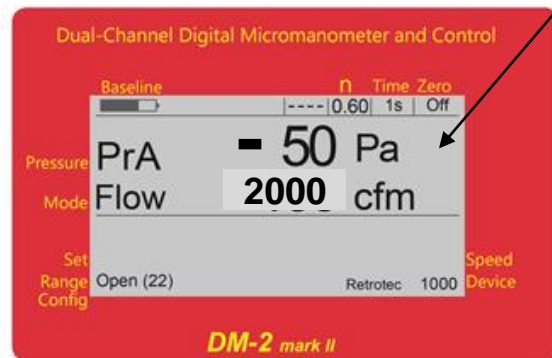 Dual-Channel Digital Micromanometer and Control
Baseline n Time Zero
|----|0.60| 1s | Off
Pressure PrA - 50 Pa
Mode Flow 2000 cfm
Set Speed
Range Open (22) Retrotec 1000 Device
Config
DM-2 mark II